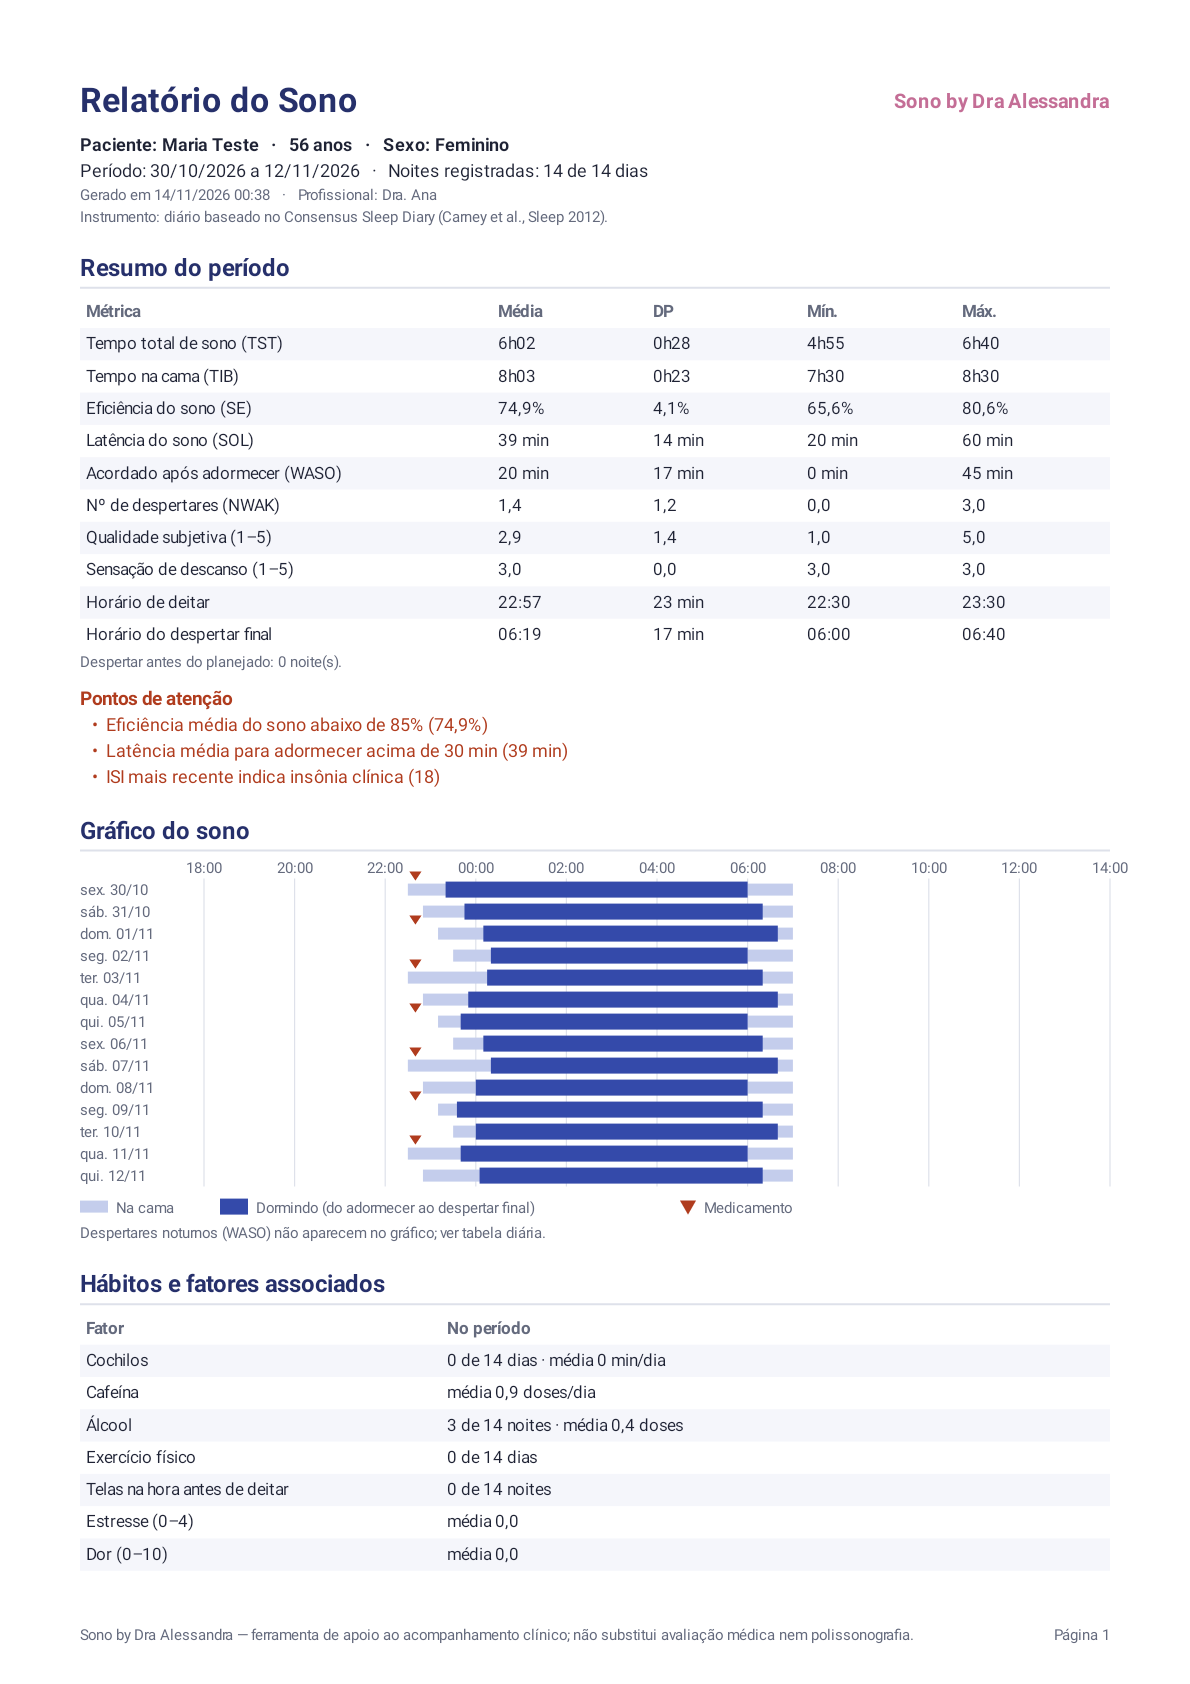 Relatório do Sono
Sono by Dra Alessandra
Paciente: Maria Teste · 56 anos · Sexo: Feminino
Período: 30/10/2026 a 12/11/2026 · Noites registradas: 14 de 14 dias
Gerado em 14/11/2026 00:38 · Profissional: Dra. Ana
Instrumento: diário baseado no Consensus Sleep Diary (Carney et al., Sleep 2012).
Resumo do período
Métrica Média DP Mín. Máx.
Tempo total de sono (TST) 6h02 0h28 4h55 6h40
Tempo na cama (TIB) 8h03 0h23 7h30 8h30
Eficiência do sono (SE) 74,9% 4,1% 65,6% 80,6%
Latência do sono (SOL) 39 min 14 min 20 min 60 min
Acordado após adormecer (WASO) 20 min 17 min 0 min 45 min
Nº de despertares (NWAK) 1,4 1,2 0,0 3,0
Qualidade subjetiva (1–5) 2,9 1,4 1,0 5,0
Sensação de descanso (1–5) 3,0 0,0 3,0 3,0
Horário de deitar 22:57 23 min 22:30 23:30
Horário do despertar final 06:19 17 min 06:00 06:40
Despertar antes do planejado: 0 noite(s).
Pontos de atenção
• Eficiência média do sono abaixo de 85% (74,9%)
• Latência média para adormecer acima de 30 min (39 min)
• ISI mais recente indica insônia clínica (18)
Gráfico do sono
18:00 20:00 22:00 00:00 02:00 04:00 06:00 08:00 10:00 12:00 14:00
sex. 30/10
sáb. 31/10
dom. 01/11
seg. 02/11
ter. 03/11
qua. 04/11
qui. 05/11
sex. 06/11
sáb. 07/11
dom. 08/11
seg. 09/11
ter. 10/11
qua. 11/11
qui. 12/11
Na cama Dormindo (do adormecer ao despertar final) Medicamento
Despertares noturnos (WASO) não aparecem no gráfico; ver tabela diária.
Hábitos e fatores associados
Fator No período
Cochilos 0 de 14 dias · média 0 min/dia
Cafeína média 0,9 doses/dia
Álcool 3 de 14 noites · média 0,4 doses
Exercício físico 0 de 14 dias
Telas na hora antes de deitar 0 de 14 noites
Estresse (0–4) média 0,0
Dor (0–10) média 0,0
Sono by Dra Alessandra — ferramenta de apoio ao acompanhamento clínico; não substitui avaliação médica nem polissonografia. Página 1